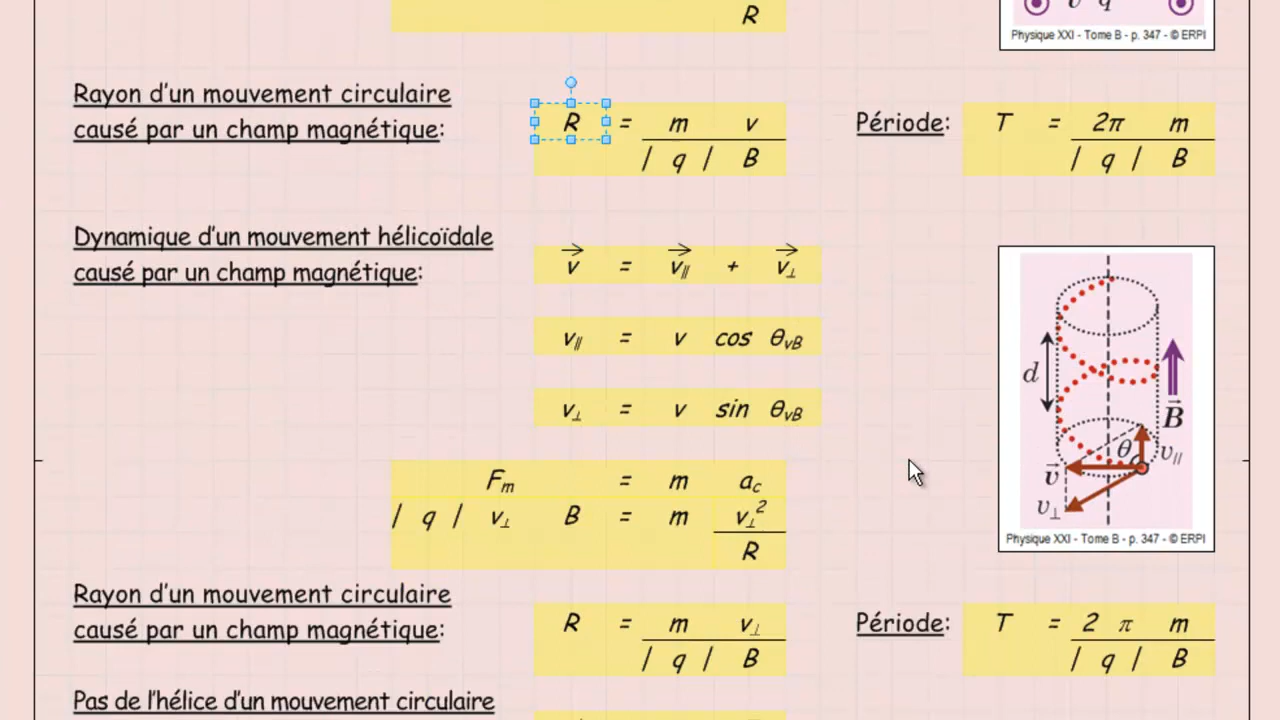 R
v q
Physique XXI - Tome B - p. 347 - © ERPI
Rayon d'un mouvement circulaire
causé par un champ magnétique:
R = m v
| q | B
Période: T = 2π m
| q | B
Dynamique d'un mouvement hélicoïdale
causé par un champ magnétique:
v⃗ = v⃗∥ + v⃗⊥
v∥ = v cos θvB
v⊥ = v sin θvB
Fm = m ac
| q | v⊥ B = m v⊥²
R
d
B⃗
θ
v∥
v⃗
v⊥
Physique XXI - Tome B - p. 347 - © ERPI
Rayon d'un mouvement circulaire
causé par un champ magnétique:
R = m v⊥
| q | B
Période: T = 2 π m
| q | B
Pas de l'hélice d'un mouvement circulaire